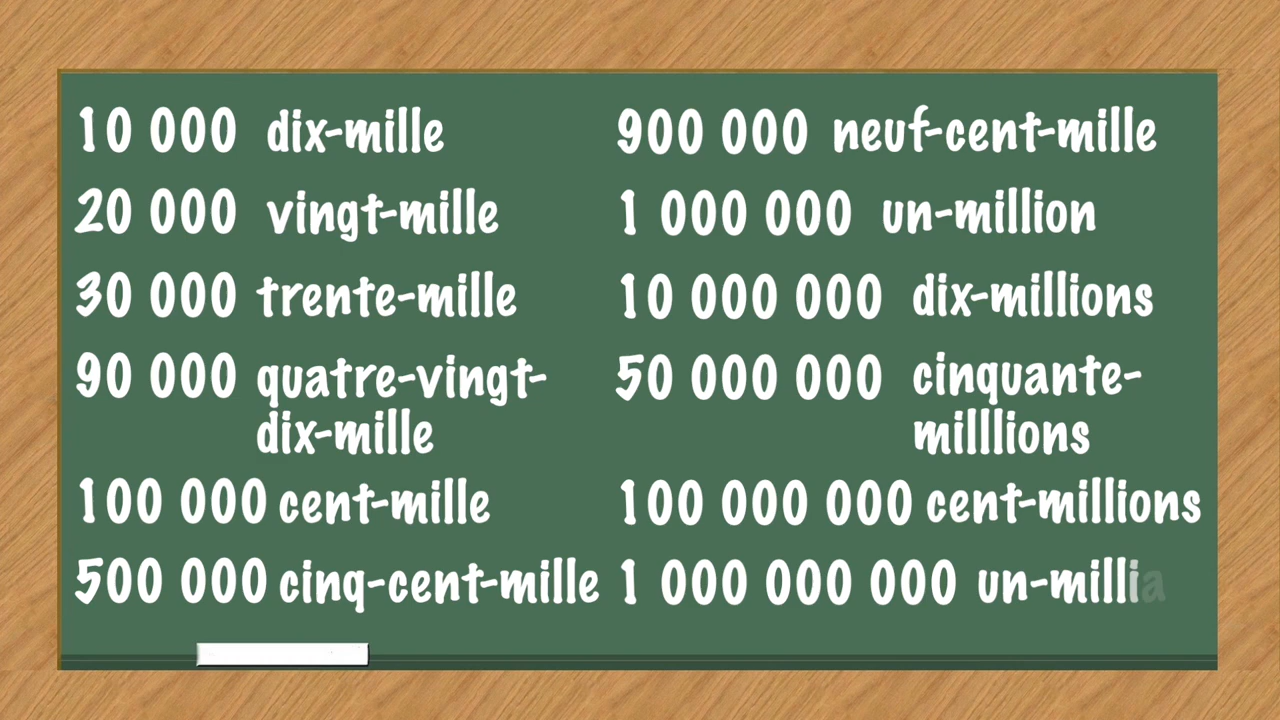 10 000 dix-mille
20 000 vingt-mille
30 000 trente-mille
90 000 quatre-vingt-
dix-mille
100 000 cent-mille
500 000 cinq-cent-mille
900 000 neuf-cent-mille
1 000 000 un-million
10 000 000 dix-millions
50 000 000 cinquante-
milllions
100 000 000 cent-millions
1 000 000 000 un-millia